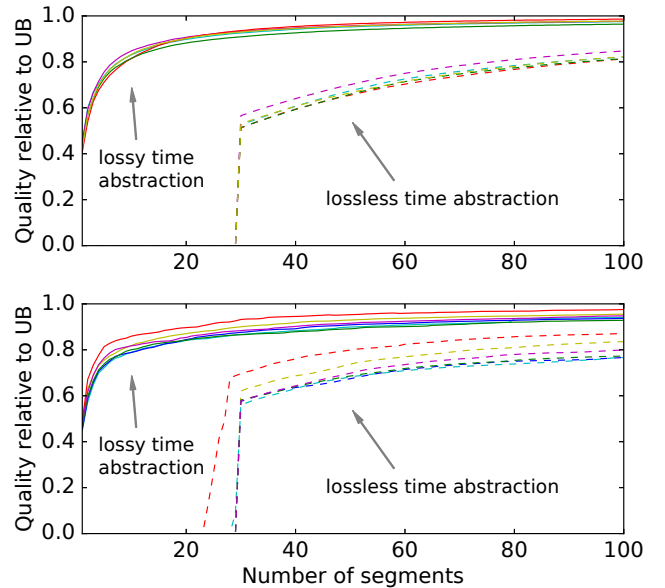 1.0
0.8
0.6
0.4
0.2
0.0
Quality relative to UB
lossy time
abstraction
lossless time abstraction
20
40
60
80
100
1.0
0.8
0.6
0.4
0.2
0.0
Quality relative to UB
lossy time
abstraction
lossless time abstraction
20
40
60
80
100
Number of segments